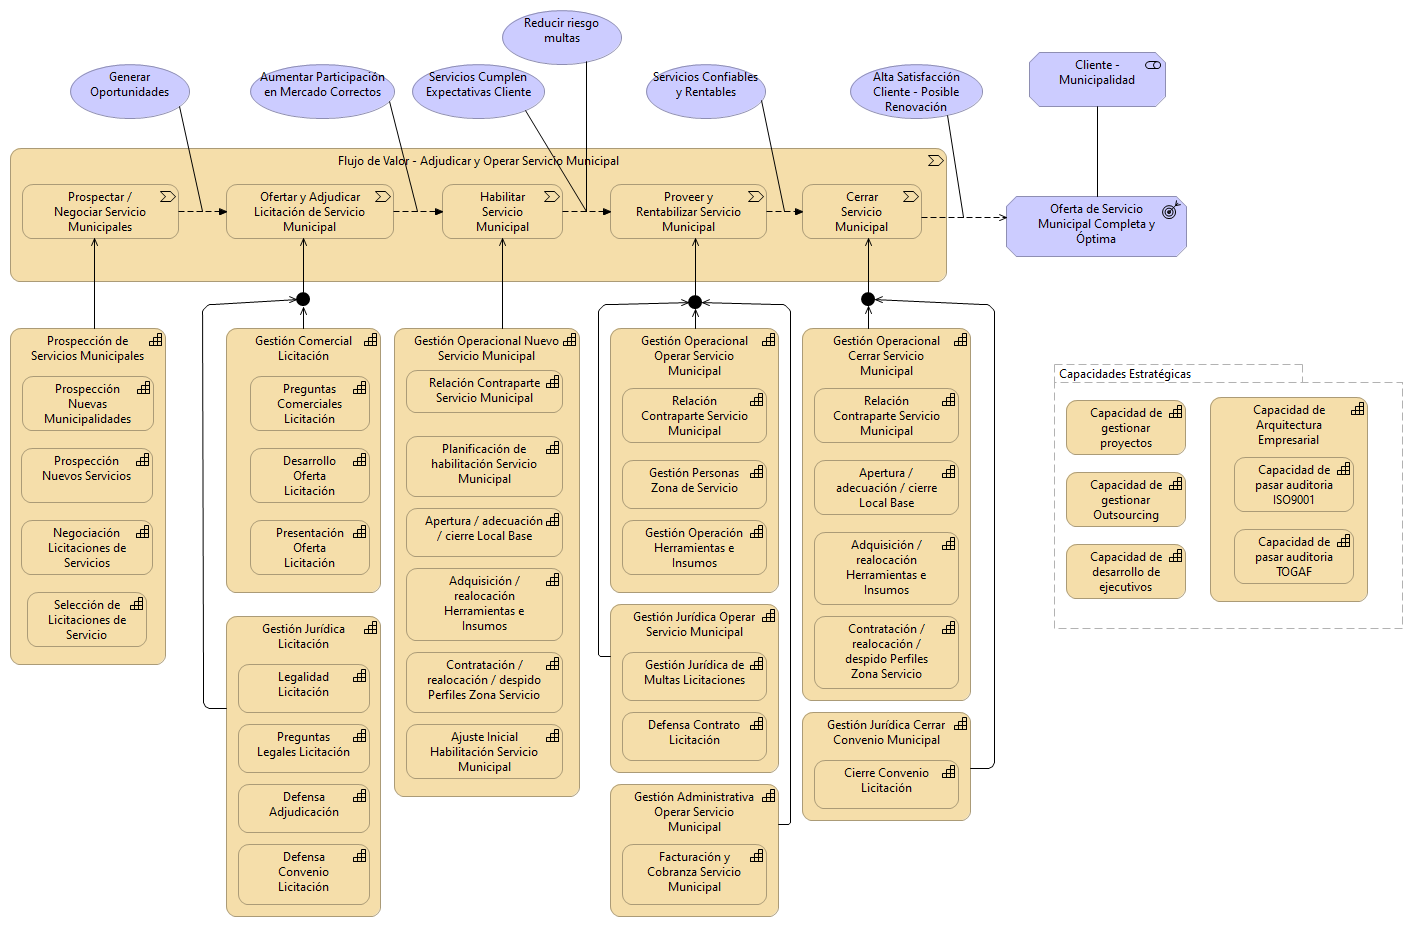 Reducir riesgo
multas
Generar
Oportunidades
Aumentar Participación
en Mercado Correctos
Servicios Cumplen
Expectativas Cliente
Servicios Confiables
y Rentables
Alta Satisfacción
Cliente - Posible
Renovación
Cliente -
Municipalidad
Flujo de Valor - Adjudicar y Operar Servicio Municipal
Prospectar /
Negociar Servicio
Municipales
Ofertar y Adjudicar
Licitación de Servicio
Municipal
Habilitar
Servicio
Municipal
Proveer y
Rentabilizar Servicio
Municipal
Cerrar
Servicio
Municipal
Oferta de Servicio
Municipal Completa y
Óptima
Prospección de
Servicios Municipales
Prospección
Nuevas
Municipalidades
Prospección
Nuevos Servicios
Negociación
Licitaciones de
Servicios
Selección de
Licitaciones de
Servicio
Gestión Comercial
Licitación
Preguntas
Comerciales
Licitación
Desarrollo
Oferta
Licitación
Presentación
Oferta
Licitación
Gestión Jurídica
Licitación
Legalidad
Licitación
Preguntas
Legales Licitación
Defensa
Adjudicación
Defensa
Convenio
Licitación
Gestión Operacional Nuevo
Servicio Municipal
Relación Contraparte
Servicio Municipal
Planificación de
habilitación Servicio
Municipal
Apertura / adecuación
/ cierre Local Base
Adquisición /
realocación
Herramientas e
Insumos
Contratación /
realocación / despido
Perfiles Zona Servicio
Ajuste Inicial
Habilitación Servicio
Municipal
Gestión Operacional
Operar Servicio
Municipal
Relación
Contraparte Servicio
Municipal
Gestión Personas
Zona de Servicio
Gestión Operación
Herramientas e
Insumos
Gestión Jurídica Operar
Servicio Municipal
Gestión Jurídica de
Multas Licitaciones
Defensa Contrato
Licitación
Gestión Administrativa
Operar Servicio
Municipal
Facturación y
Cobranza Servicio
Municipal
Gestión Operacional
Cerrar Servicio
Municipal
Relación
Contraparte Servicio
Municipal
Apertura /
adecuación / cierre
Local Base
Adquisición /
realocación
Herramientas e
Insumos
Contratación /
realocación /
despido Perfiles
Zona Servicio
Gestión Jurídica Cerrar
Convenio Municipal
Cierre Convenio
Licitación
Capacidades Estratégicas
Capacidad de
gestionar
proyectos
Capacidad de
gestionar
Outsourcing
Capacidad de
desarrollo de
ejecutivos
Capacidad de
Arquitectura
Empresarial
Capacidad de
pasar auditoria
ISO9001
Capacidad de
pasar auditoria
TOGAF